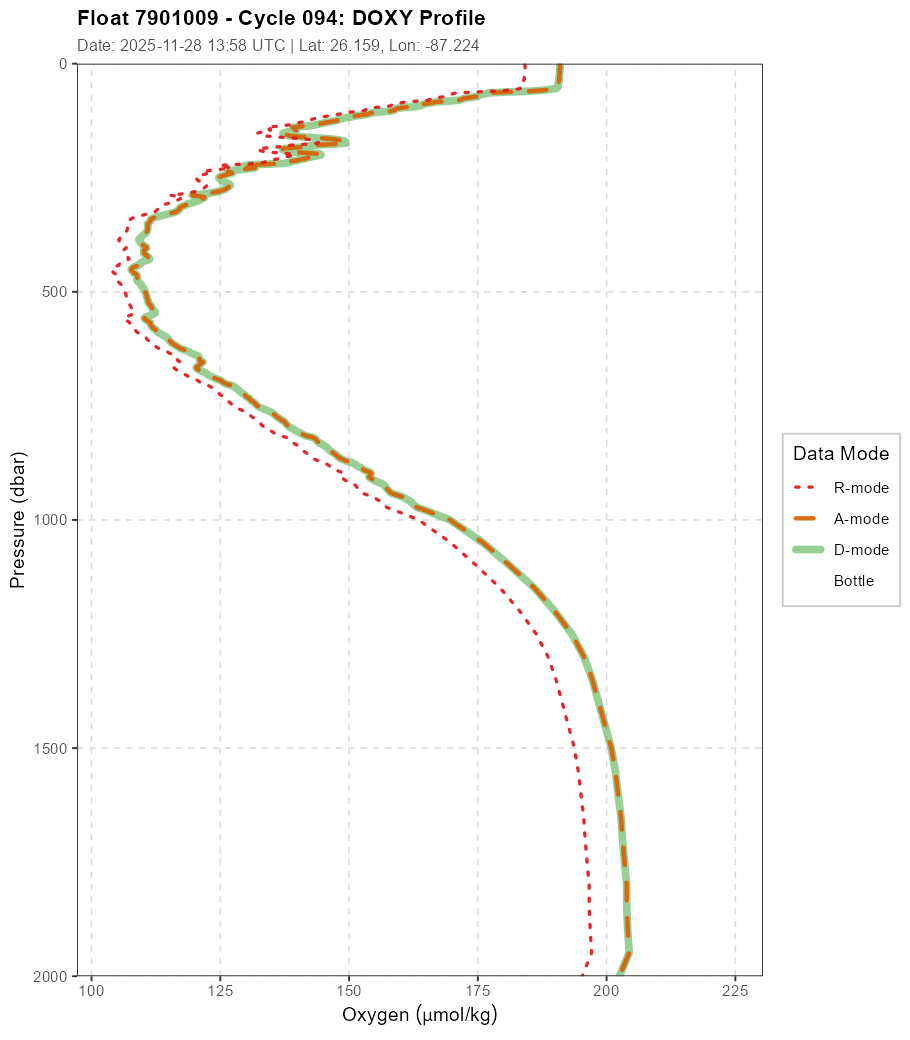 Float 7901009 - Cycle 094: DOXY Profile
Date: 2025-11-28 13:58 UTC | Lat: 26.159, Lon: -87.224
0
500
1000
1500
2000
Pressure (dbar)
100 125 150 175 200 225
Oxygen (μmol/kg)
Data Mode
R-mode
A-mode
D-mode
Bottle